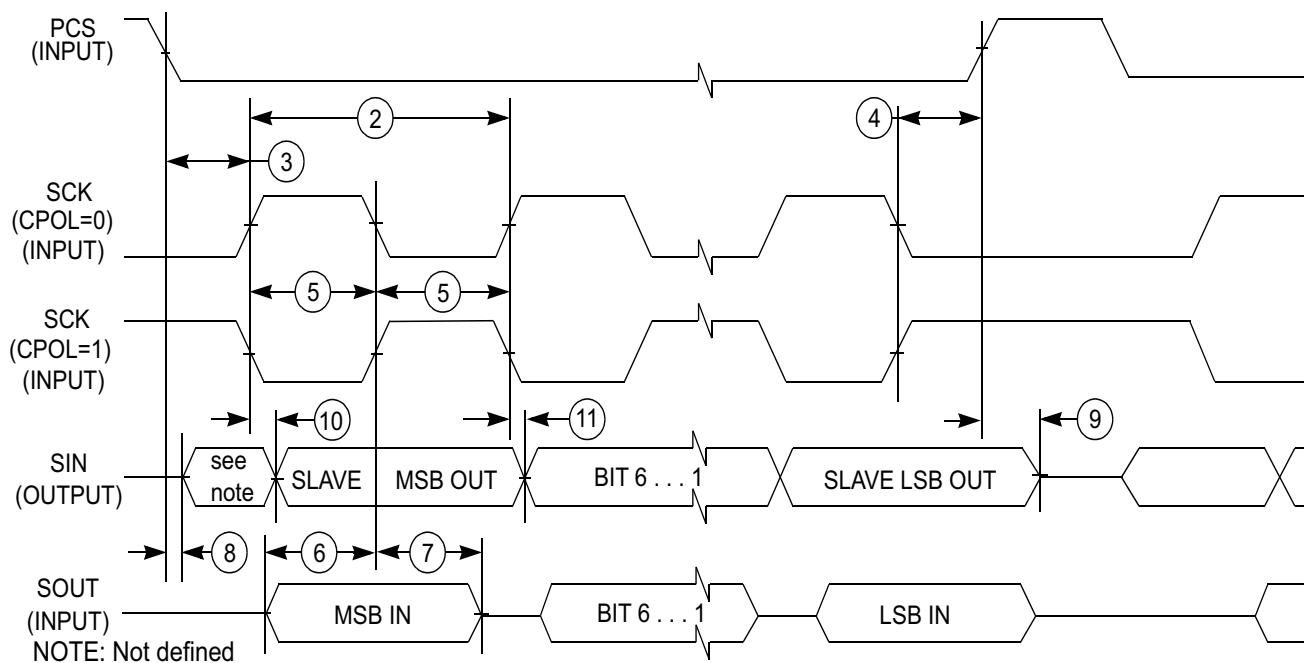 PCS
(INPUT)
2
4
3
SCK
(CPOL=0)
(INPUT)
5
5
SCK
(CPOL=1)
(INPUT)
10
11
9
SIN
(OUTPUT)
see
note
SLAVE
MSB OUT
BIT 6 . . . 1
SLAVE LSB OUT
8
6
7
SOUT
(INPUT)
MSB IN
BIT 6 . . . 1
LSB IN
NOTE: Not defined